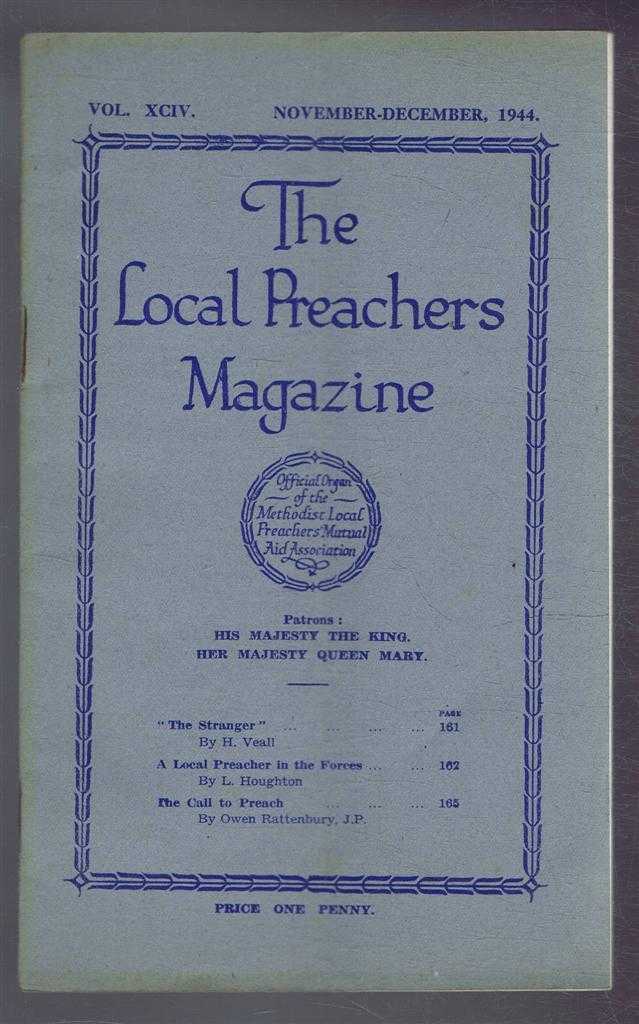 VOL. XCIV. NOVEMBER-DECEMBER, 1944.
The
Local Preachers
Magazine
Official Organ
of the
Methodist Local
Preachers' Mutual
Aid Association
Patrons :
HIS MAJESTY THE KING.
HER MAJESTY QUEEN MARY.
PAGE
" The Stranger " ... ... ... ... 161
By H. Veall
A Local Preacher in the Forces ... ... 162
By L. Houghton
The Call to Preach ... ... ... 165
By Owen Rattenbury, J.P.
PRICE ONE PENNY.